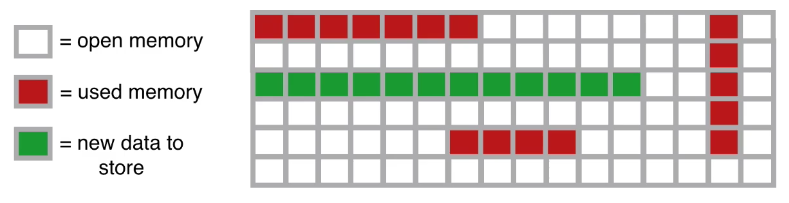 = open memory
= used memory
= new data to
store